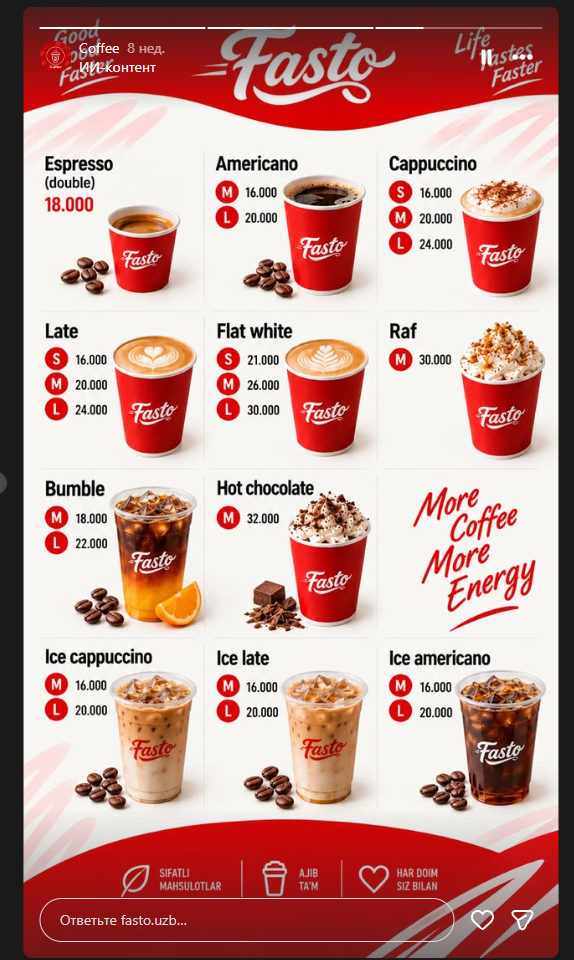 Good
Food
Faster
Coffee 8 нед.
ИИ-контент
Fasto
Life
Tastes
Faster
Espresso
(double)
18.000
Fasto
Americano
M 16.000
L 20.000
Fasto
Cappuccino
S 16.000
M 20.000
L 24.000
Fasto
Late
S 16.000
M 20.000
L 24.000
Fasto
Flat white
S 21.000
M 26.000
L 30.000
Fasto
Raf
M 30.000
Fasto
Bumble
M 18.000
L 22.000
Fasto
Hot chocolate
M 32.000
Fasto
More
Coffee
More
Energy
Ice cappuccino
M 16.000
L 20.000
Fasto
Ice late
M 16.000
L 20.000
Fasto
Ice americano
M 16.000
L 20.000
Fasto
SIFATLI
MAHSULOTLAR
AJIB
TA'M
HAR DOIM
SIZ BILAN
Ответьте fasto.uzb...